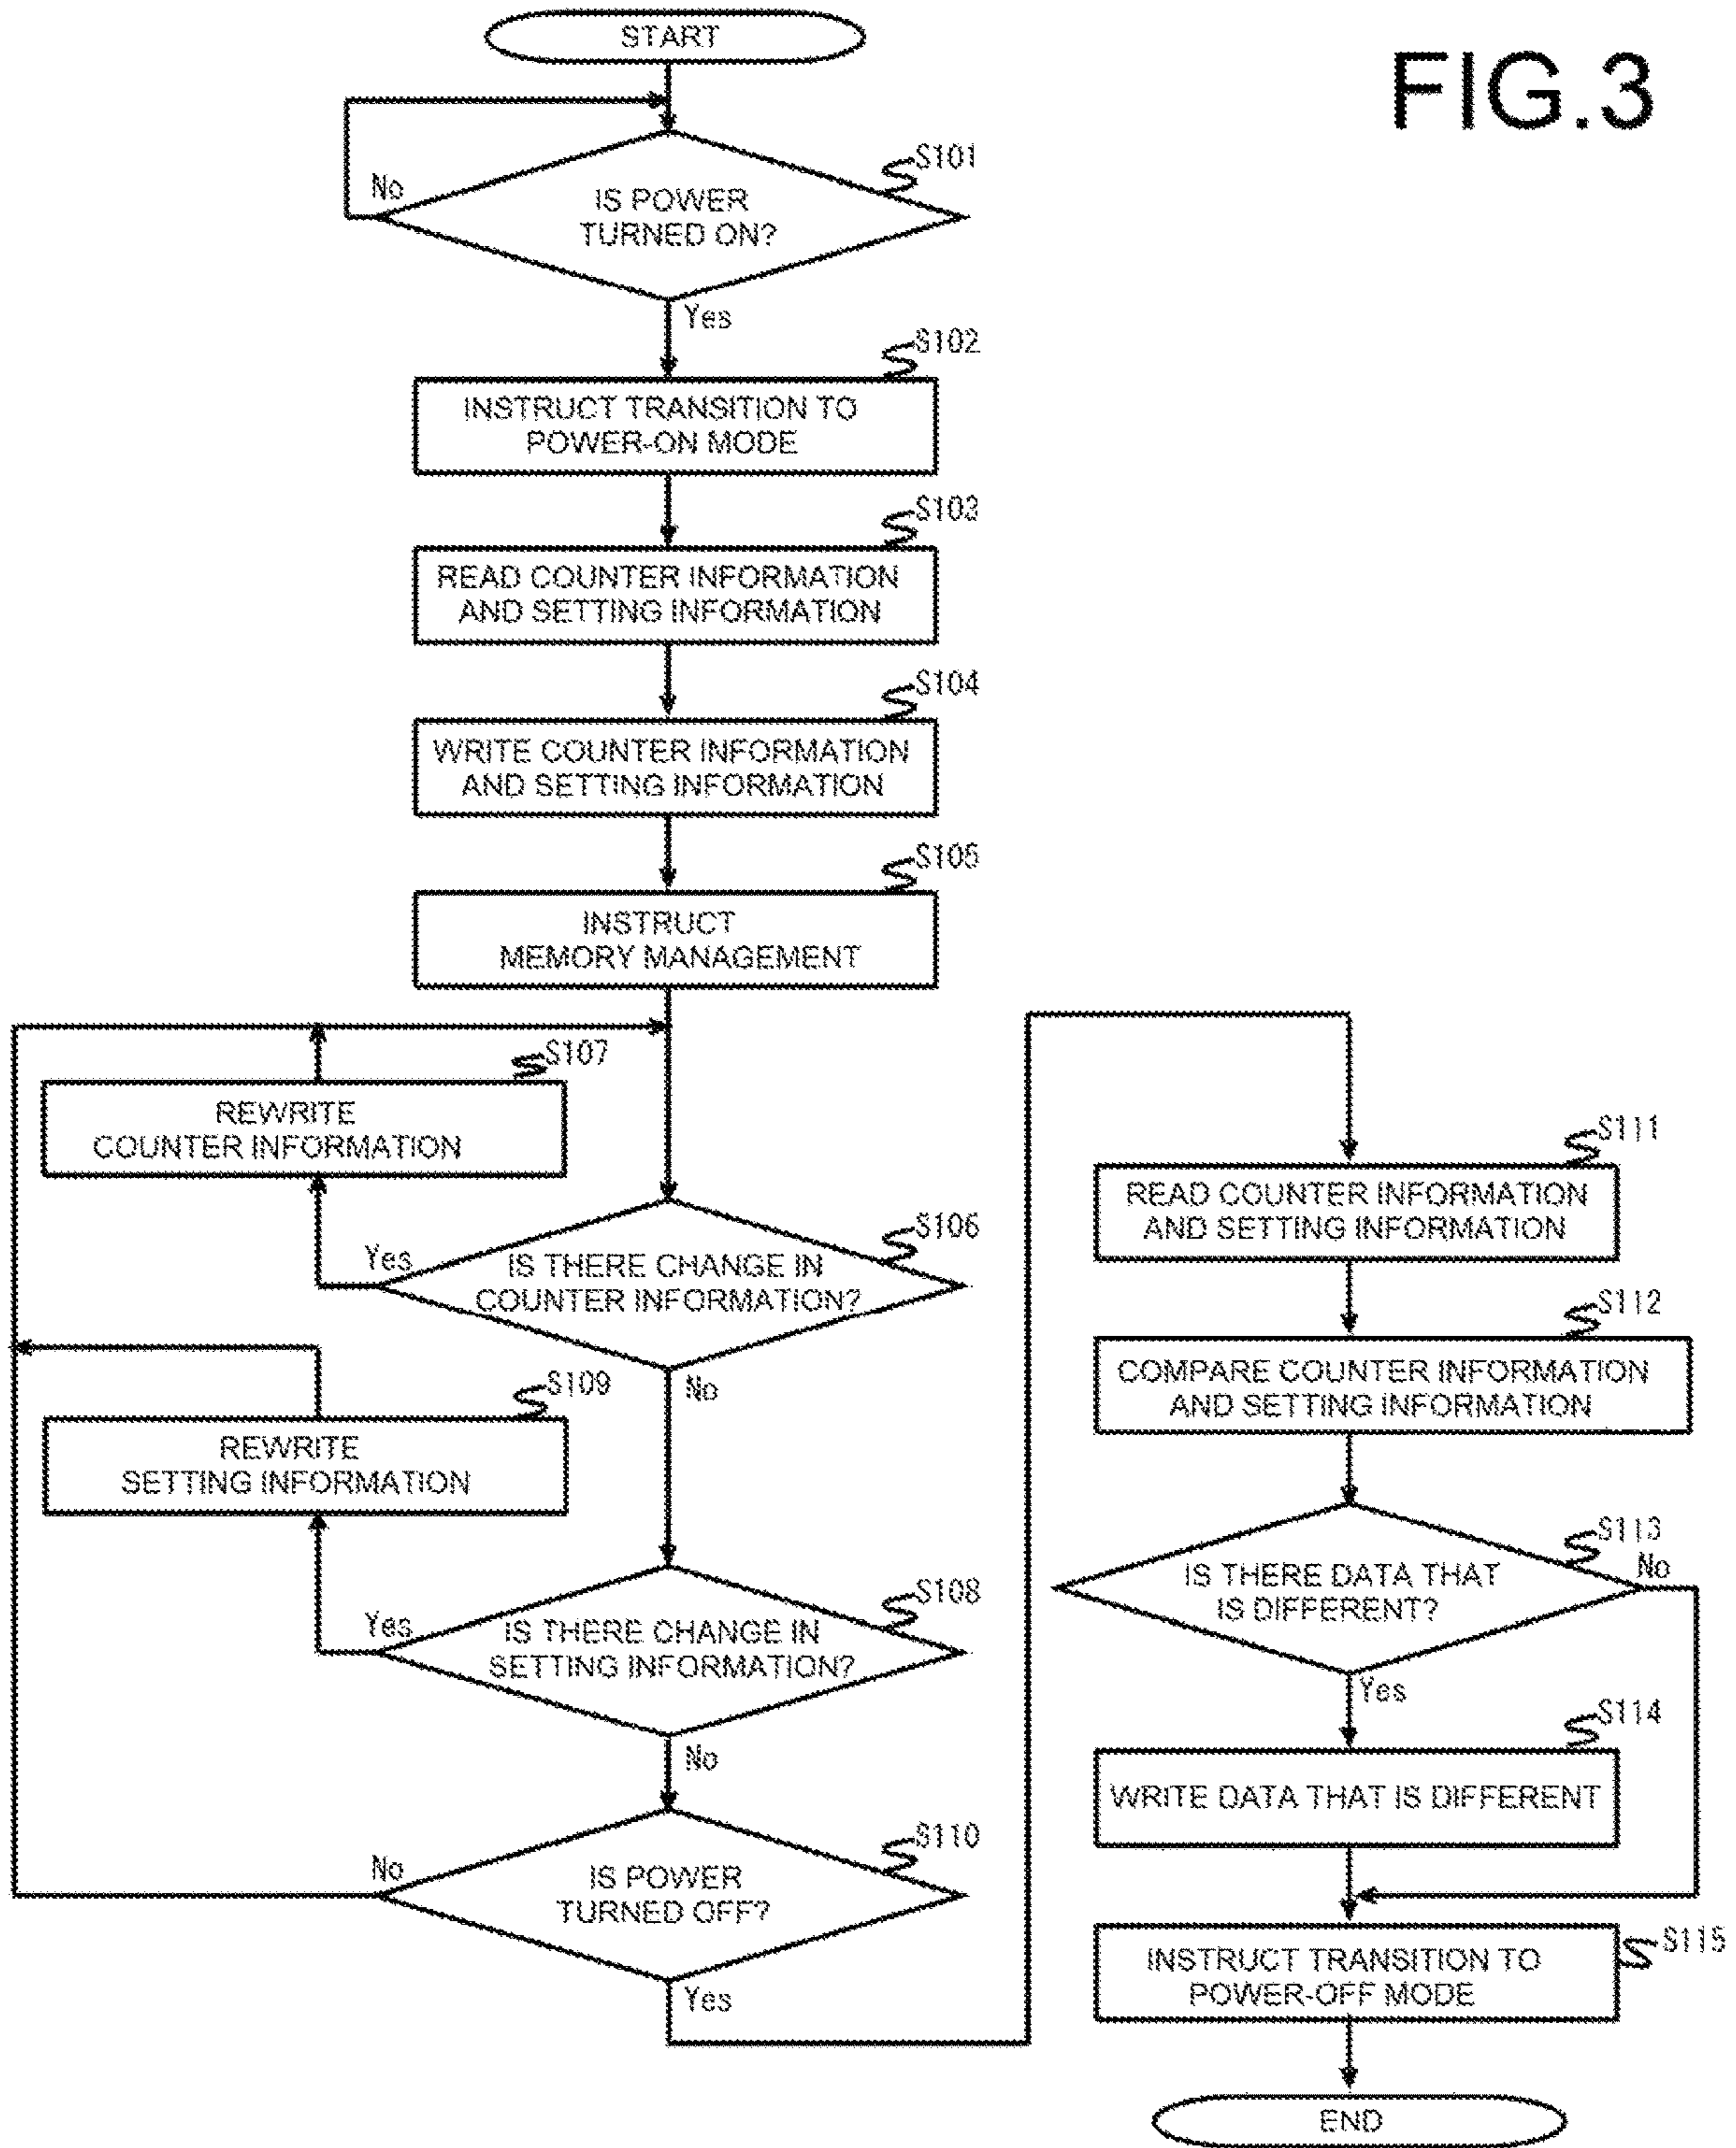 START
FIG.3
S101
No
IS POWER
TURNED ON?
Yes
S102
INSTRUCT TRANSITION TO
POWER-ON MODE
S103
READ COUNTER INFORMATION
AND SETTING INFORMATION
S104
WRITE COUNTER INFORMATION
AND SETTING INFORMATION
S105
INSTRUCT
MEMORY MANAGEMENT
S107
REWRITE
COUNTER INFORMATION
S106
Yes
IS THERE CHANGE IN
COUNTER INFORMATION?
No
S109
REWRITE
SETTING INFORMATION
S108
Yes
IS THERE CHANGE IN
SETTING INFORMATION?
No
S110
No
IS POWER
TURNED OFF?
Yes
S111
READ COUNTER INFORMATION
AND SETTING INFORMATION
S112
COMPARE COUNTER INFORMATION
AND SETTING INFORMATION
S113
No
IS THERE DATA THAT
IS DIFFERENT?
Yes
S114
WRITE DATA THAT IS DIFFERENT
S115
INSTRUCT TRANSITION TO
POWER-OFF MODE
END